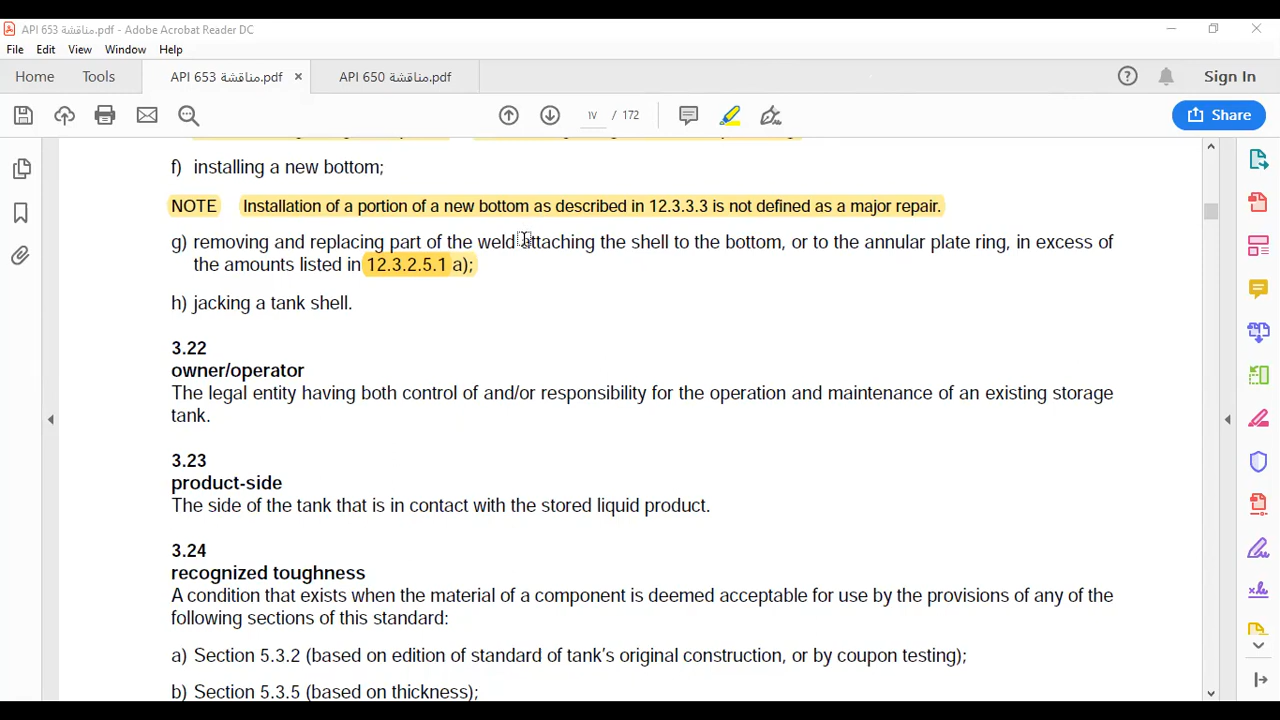 API 653 مناقشة.pdf - Adobe Acrobat Reader DC
File Edit View Window Help
Home Tools API 653 مناقشة.pdf × API 650 مناقشة.pdf Sign In
١٧ / 172 Share
f) installing a new bottom;
NOTE Installation of a portion of a new bottom as described in 12.3.3.3 is not defined as a major repair.
g) removing and replacing part of the weld attaching the shell to the bottom, or to the annular plate ring, in excess of
the amounts listed in 12.3.2.5.1 a);
h) jacking a tank shell.
3.22
owner/operator
The legal entity having both control of and/or responsibility for the operation and maintenance of an existing storage
tank.
3.23
product-side
The side of the tank that is in contact with the stored liquid product.
3.24
recognized toughness
A condition that exists when the material of a component is deemed acceptable for use by the provisions of any of the
following sections of this standard:
a) Section 5.3.2 (based on edition of standard of tank's original construction, or by coupon testing);
b) Section 5.3.5 (based on thickness);